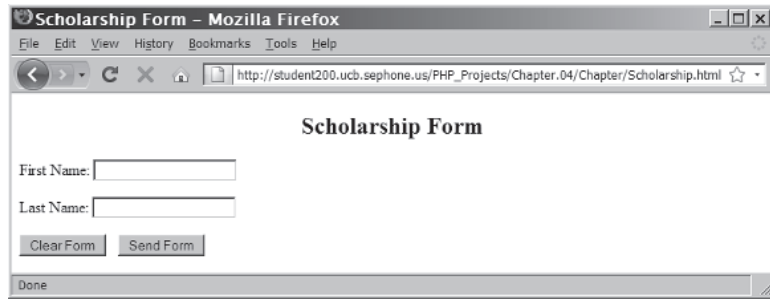 Scholarship Form - Mozilla Firefox
File Edit View History Bookmarks Tools Help
http://student200.ucb.sephone.us/PHP_Projects/Chapter.04/Chapter/Scholarship.html
Scholarship Form
First Name:
Last Name:
Clear Form Send Form
Done